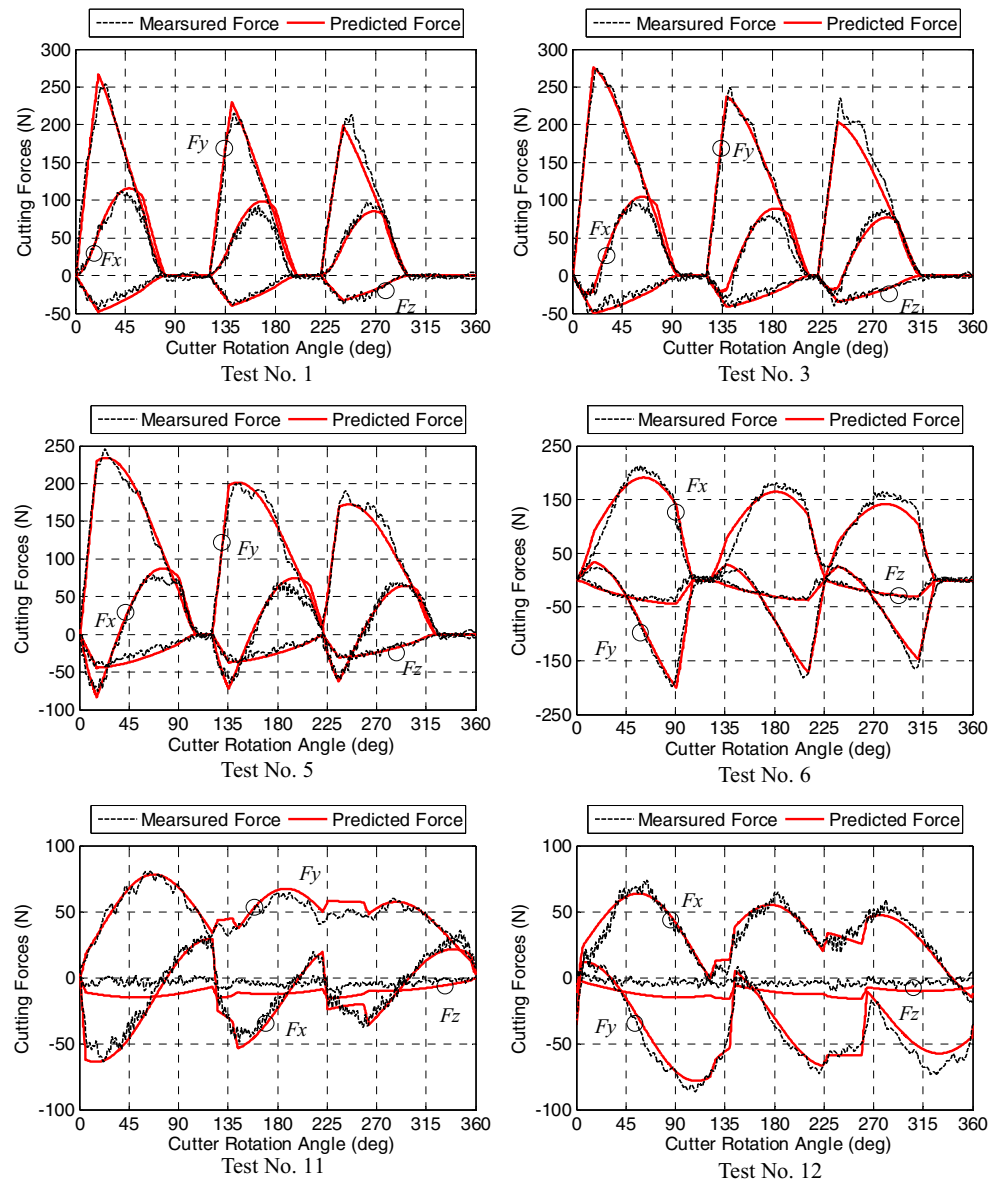 Mearsured Force Predicted Force
300
250
200
150
100
50
0
-50
Cutting Forces (N)
Fy
Fx
Fz
0 45 90 135 180 225 270 315 360
Cutter Rotation Angle (deg)
Test No. 1
Mearsured Force Predicted Force
300
250
200
150
100
50
0
-50
Cutting Forces (N)
Fy
Fx
Fz
0 45 90 135 180 225 270 315 360
Cutter Rotation Angle (deg)
Test No. 3
Mearsured Force Predicted Force
250
200
150
100
50
0
-50
-100
Cutting Forces (N)
Fy
Fx
Fz
0 45 90 135 180 225 270 315 360
Cutter Rotation Angle (deg)
Test No. 5
Mearsured Force Predicted Force
250
150
50
-50
-150
-250
Cutting Forces (N)
Fx
Fz
Fy
0 45 90 135 180 225 270 315 360
Cutter Rotation Angle (deg)
Test No. 6
Mearsured Force Predicted Force
100
50
0
-50
-100
Cutting Forces (N)
Fy
Fx
Fz
0 45 90 135 180 225 270 315 360
Cutter Rotation Angle (deg)
Test No. 11
Mearsured Force Predicted Force
100
50
0
-50
-100
Cutting Forces (N)
Fx
Fy
Fz
0 45 90 135 180 225 270 315 360
Cutter Rotation Angle (deg)
Test No. 12